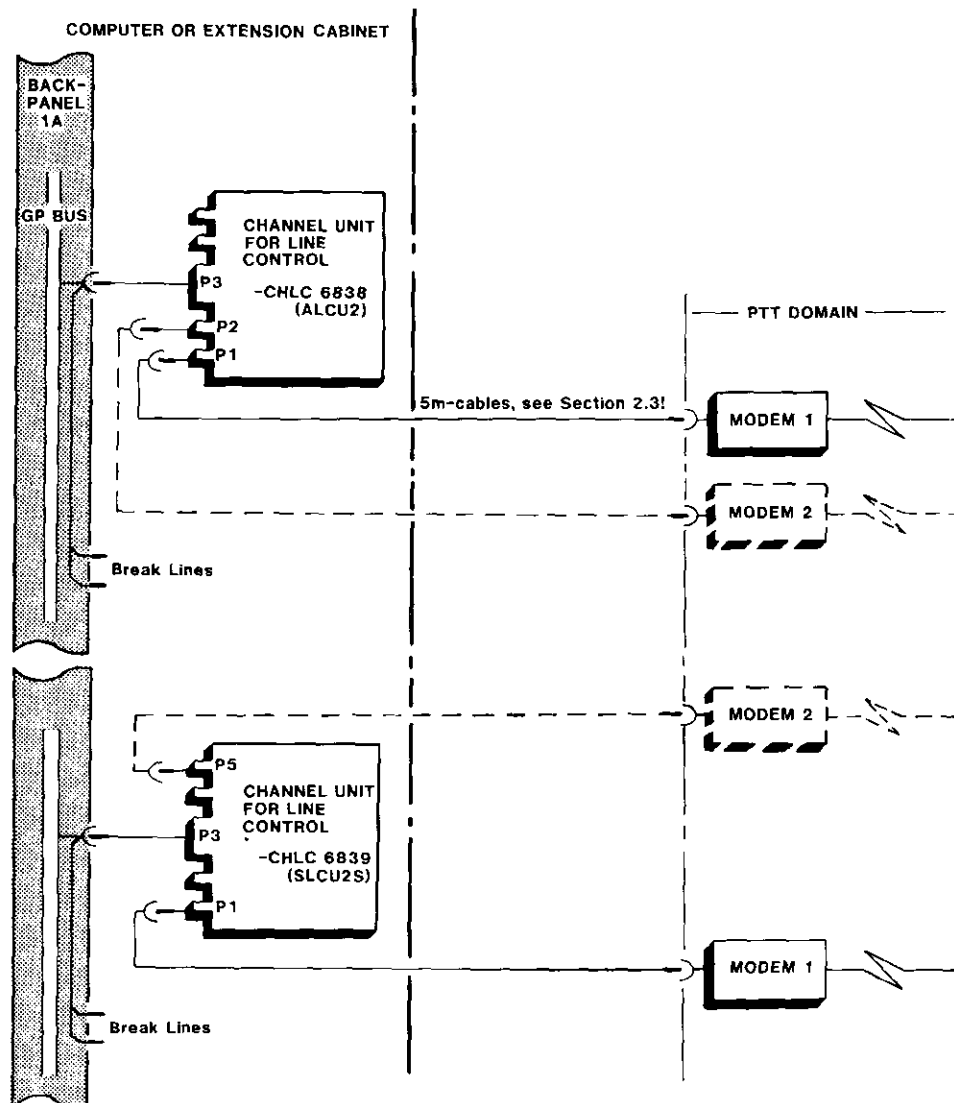 COMPUTER OR EXTENSION CABINET
BACK-
PANEL
1A
GP BUS
CHANNEL UNIT
FOR LINE
CONTROL
-CHLC 6838
(ALCU2)
P3
P2
P1
PTT DOMAIN
5m-cables, see Section 2.3!
MODEM 1
MODEM 2
Break Lines
MODEM 2
P5
CHANNEL UNIT
FOR LINE
CONTROL
-CHLC 6839
(SLCU2S)
P3
P1
MODEM 1
Break Lines